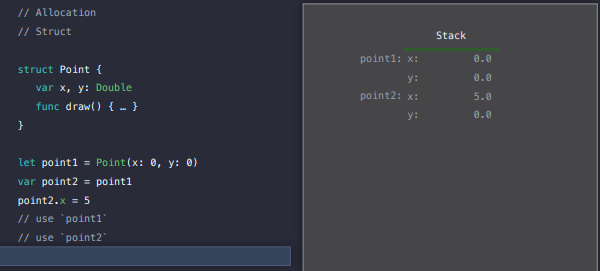 // Allocation
// Struct
struct Point {
var x, y: Double
func draw() { … }
}
let point1 = Point(x: 0, y: 0)
var point2 = point1
point2.x = 5
// use `point1`
// use `point2`
Stack
point1: x: 0.0
y: 0.0
point2: x: 5.0
y: 0.0